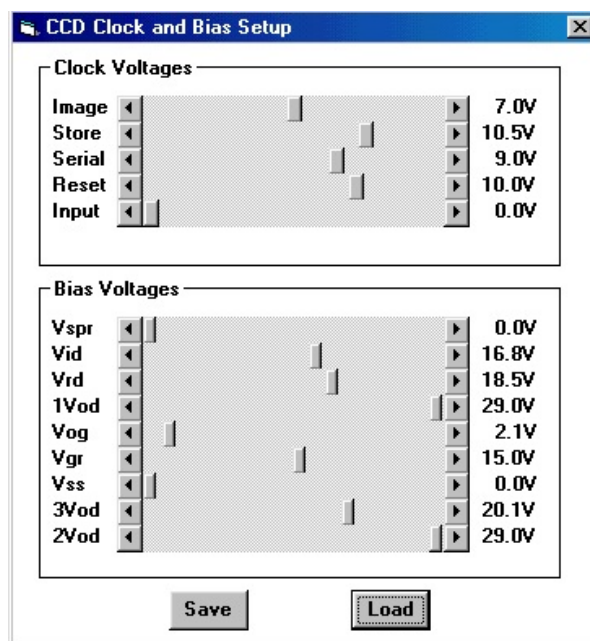 CCD Clock and Bias Setup
Clock Voltages
Image 7.0V
Store 10.5V
Serial 9.0V
Reset 10.0V
Input 0.0V
Bias Voltages
Vspr 0.0V
Vid 16.8V
Vrd 18.5V
1Vod 29.0V
Vog 2.1V
Vgr 15.0V
Vss 0.0V
3Vod 20.1V
2Vod 29.0V
Save Load